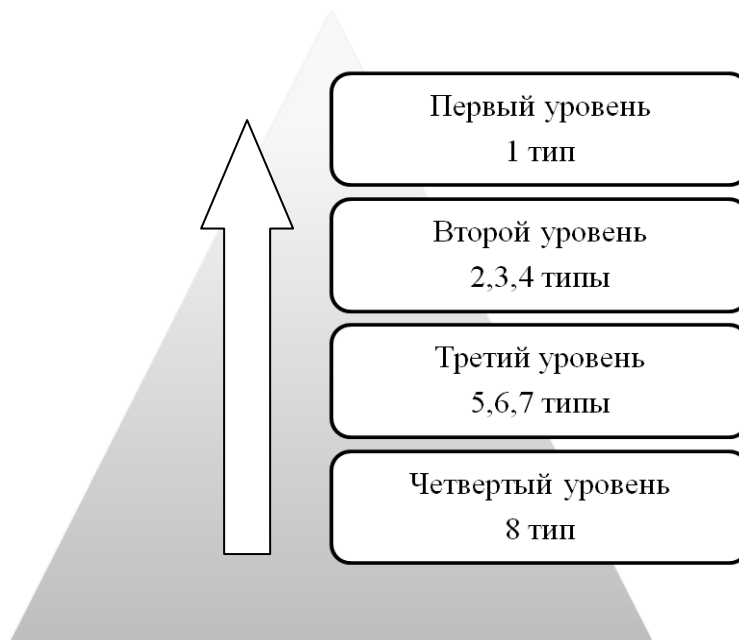 Первый уровень
1 тип
Второй уровень
2,3,4 типы
Третий уровень
5,6,7 типы
Четвертый уровень
8 тип